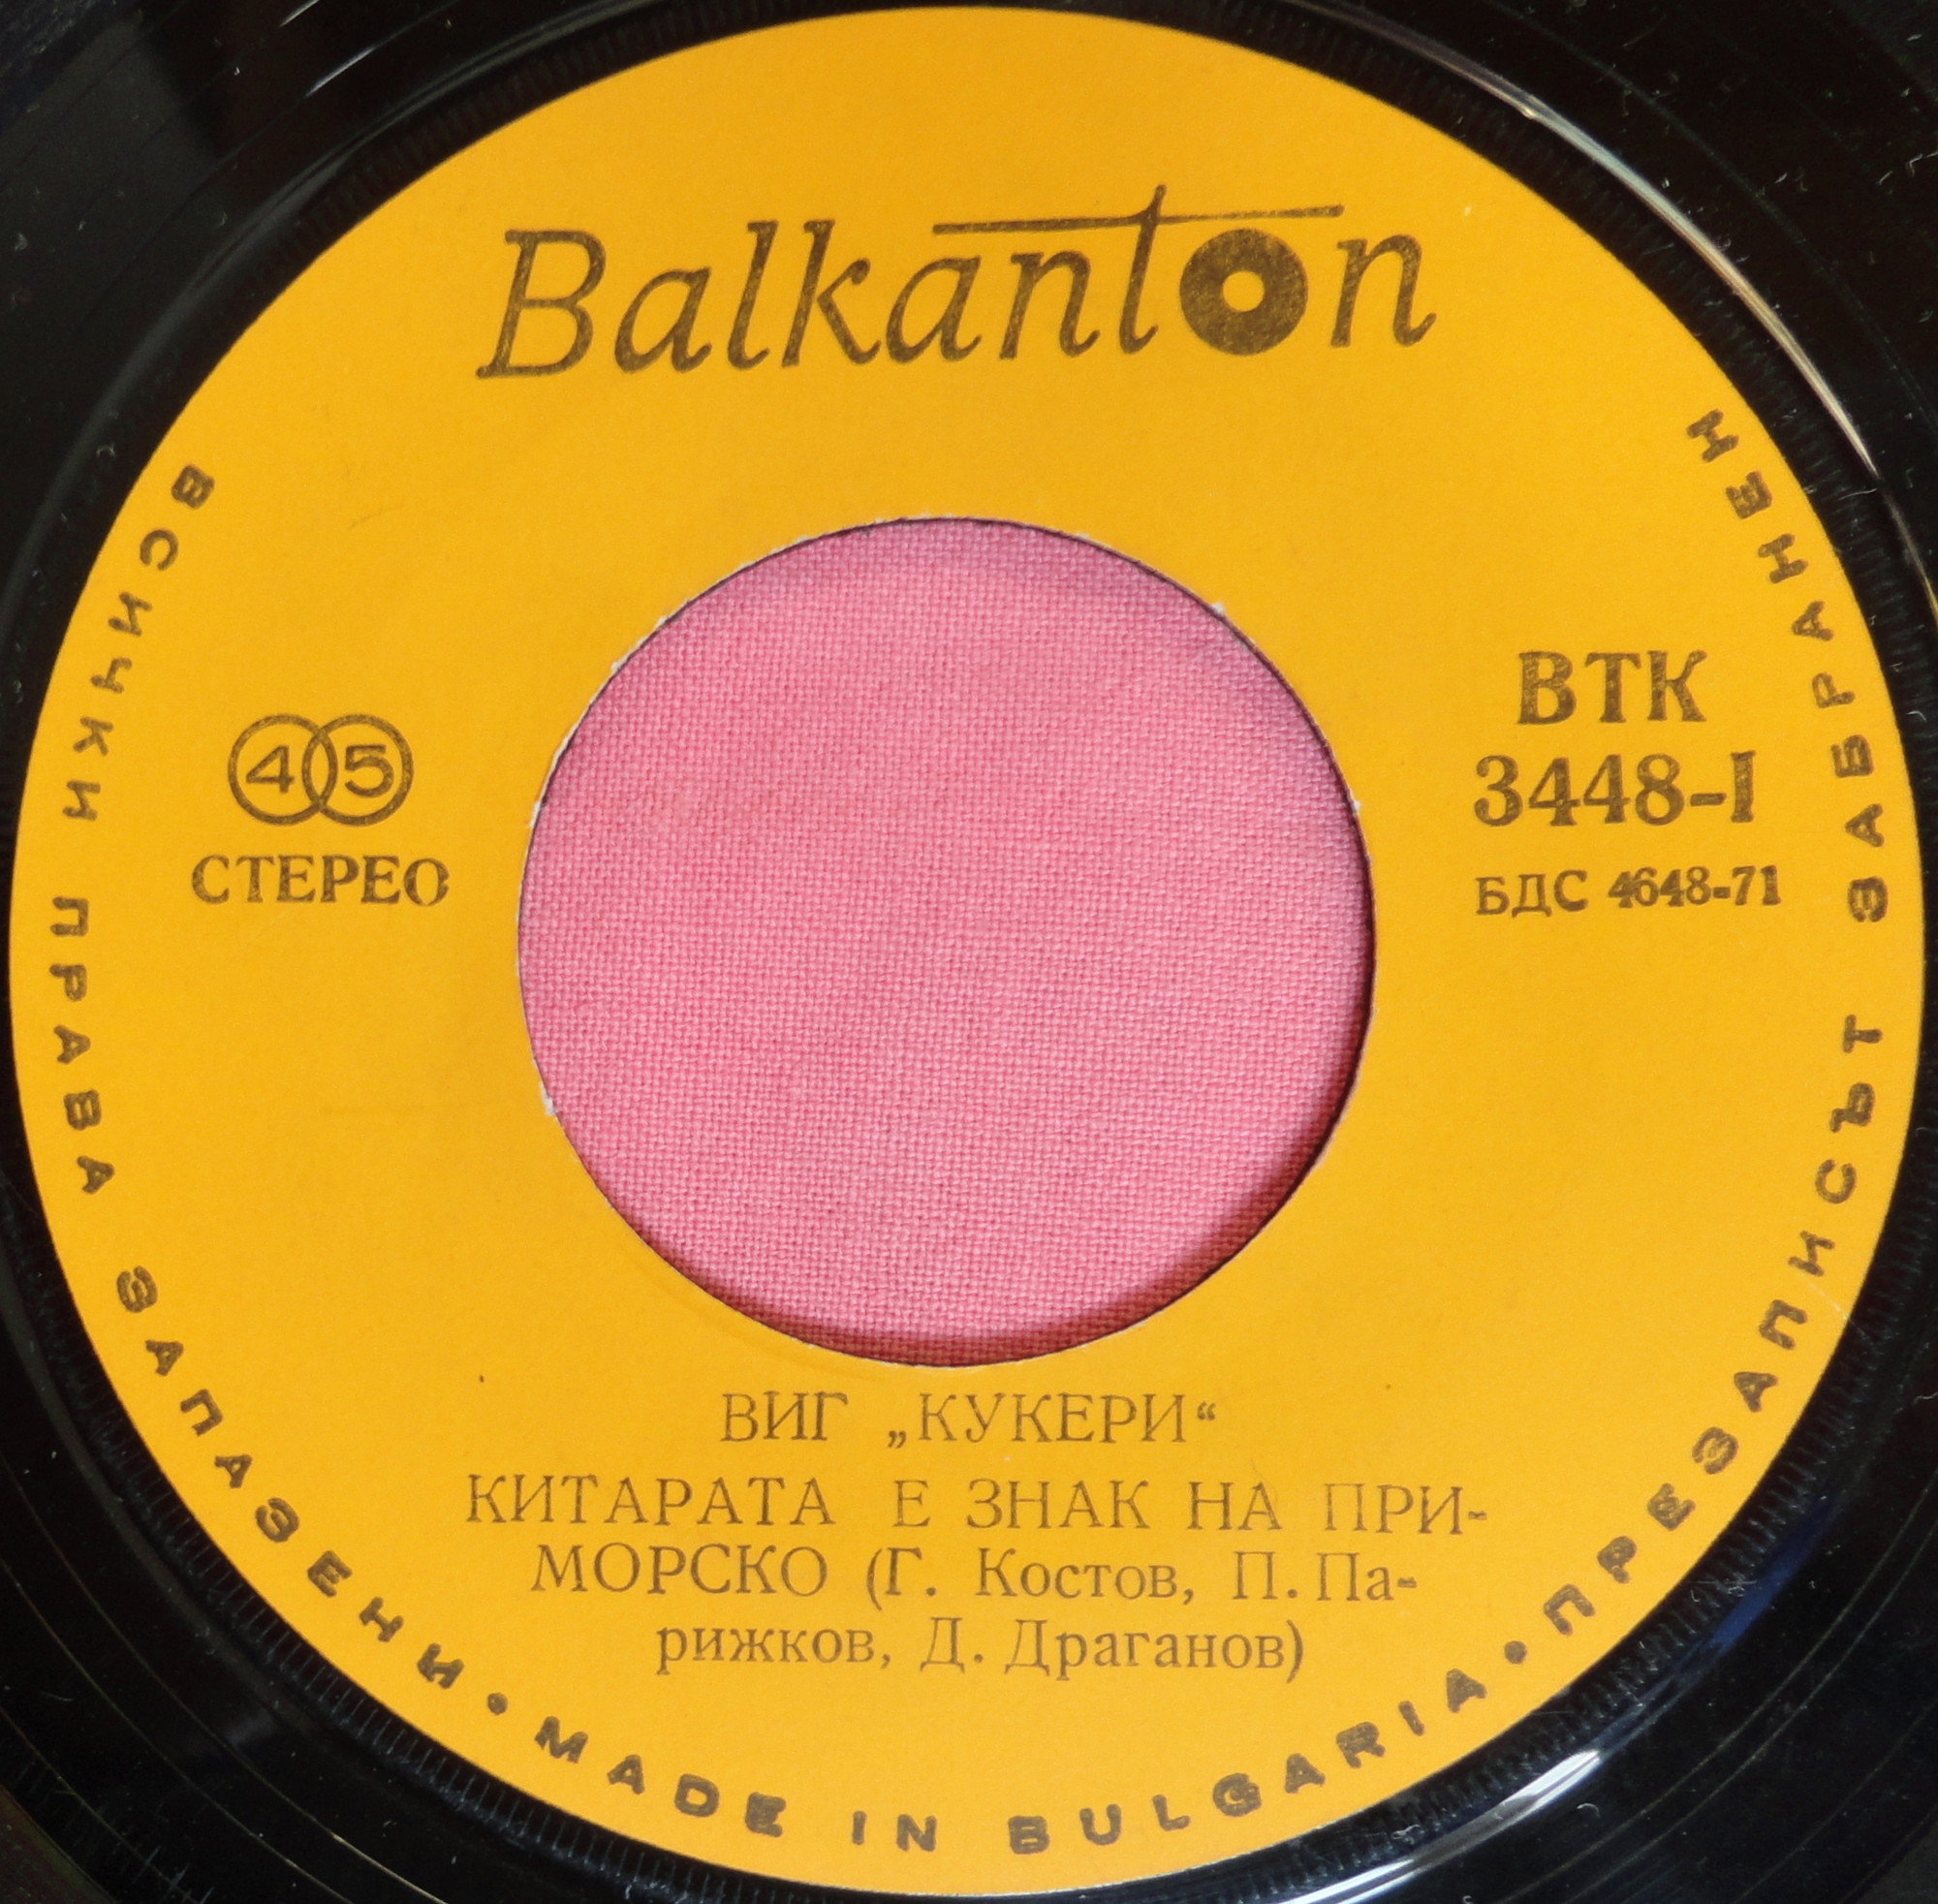 Balkanton
45
СТЕРЕО
ВТК
3448-I
БДС 4648-71
ВИГ „КУКЕРИ“
КИТАРАТА Е ЗНАК НА ПРИ-
МОРСКО (Г. Костов, П. Па-
рижков, Д. Драганов)
ВСИЧКИ ПРАВА ЗАПАЗЕНИ • MADE IN BULGARIA • ПРЕЗАПИСЪТ ЗАБРАНЕН